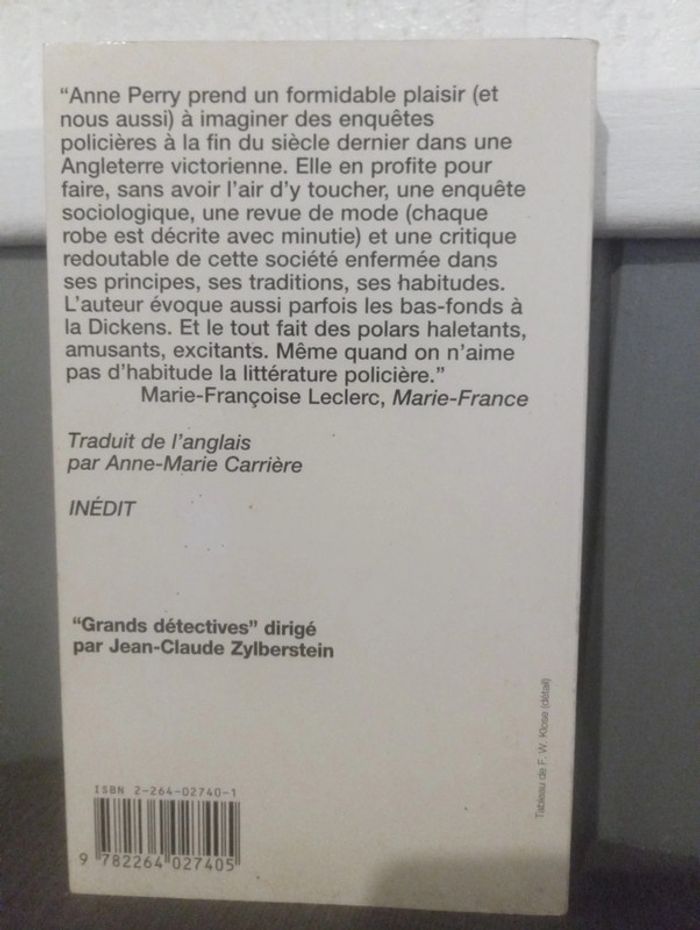 “Anne Perry prend un formidable plaisir (et
nous aussi) à imaginer des enquêtes
policières à la fin du siècle dernier dans une
Angleterre victorienne. Elle en profite pour
faire, sans avoir l’air d’y toucher, une enquête
sociologique, une revue de mode (chaque
robe est décrite avec minutie) et une critique
redoutable de cette société enfermée dans
ses principes, ses traditions, ses habitudes.
L’auteur évoque aussi parfois les bas-fonds à
la Dickens. Et le tout fait des polars haletants,
amusants, excitants. Même quand on n’aime
pas d’habitude la littérature policière.”
Marie-Françoise Leclerc, Marie-France
Traduit de l’anglais
par Anne-Marie Carrière
INÉDIT
“Grands détectives” dirigé
par Jean-Claude Zylberstein
Tableau de F. W. Klose (détail)
ISBN 2-264-02740-1
9 782264 027405